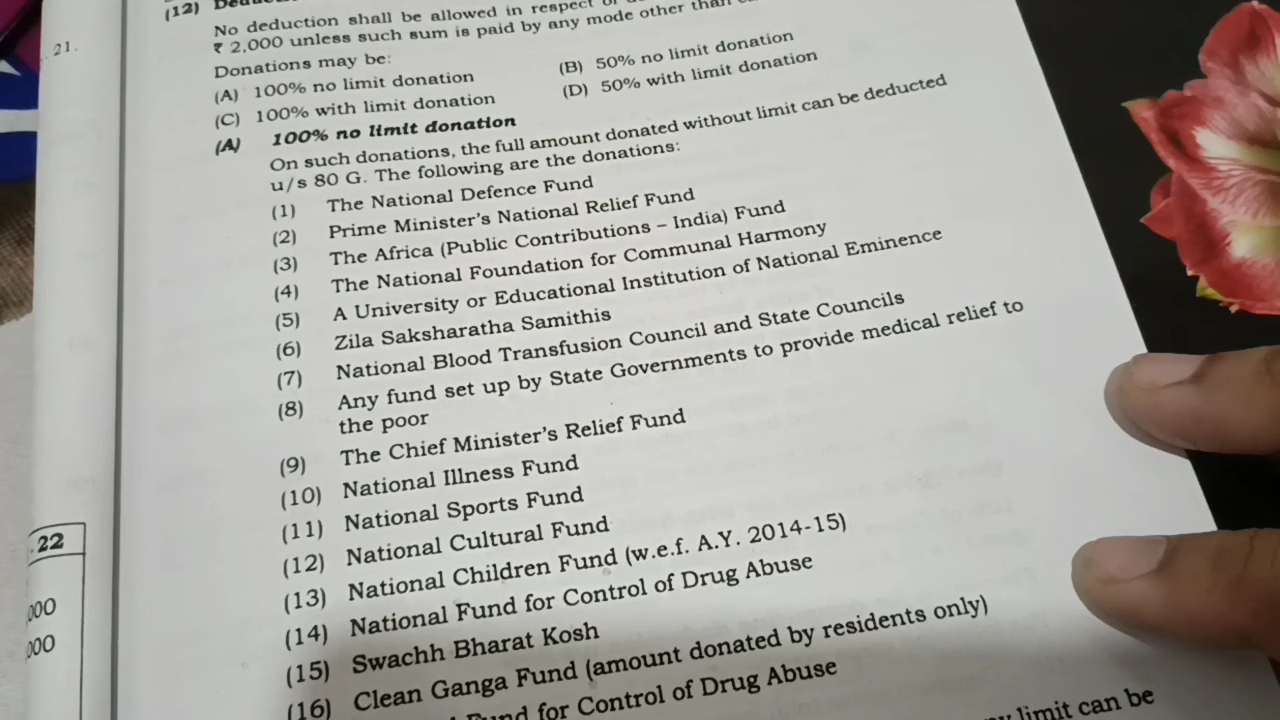 21.
(12)
No deduction shall be allowed in respect of
₹ 2,000 unless such sum is paid by any mode other than
Donations may be:
(A) 100% no limit donation (B) 50% no limit donation
(C) 100% with limit donation (D) 50% with limit donation
(A) 100% no limit donation
On such donations, the full amount donated without limit can be deducted
u/s 80 G. The following are the donations:
(1) The National Defence Fund
(2) Prime Minister's National Relief Fund
(3) The Africa (Public Contributions – India) Fund
(4) The National Foundation for Communal Harmony
(5) A University or Educational Institution of National Eminence
(6) Zila Saksharatha Samithis
(7) National Blood Transfusion Council and State Councils
(8) Any fund set up by State Governments to provide medical relief to
the poor
(9) The Chief Minister's Relief Fund
(10) National Illness Fund
(11) National Sports Fund
(12) National Cultural Fund
(13) National Children Fund (w.e.f. A.Y. 2014-15)
(14) National Fund for Control of Drug Abuse
(15) Swachh Bharat Kosh
(16) Clean Ganga Fund (amount donated by residents only)
Fund for Control of Drug Abuse
limit can be
22
000
000